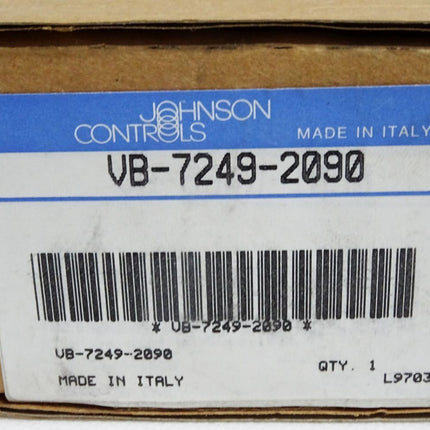 JOHNSON
CONTROLS MADE IN ITALY
VB-7249-2090
* VB-7249-2090 *
VB-7249-2090
QTY. 1
MADE IN ITALY
L9703